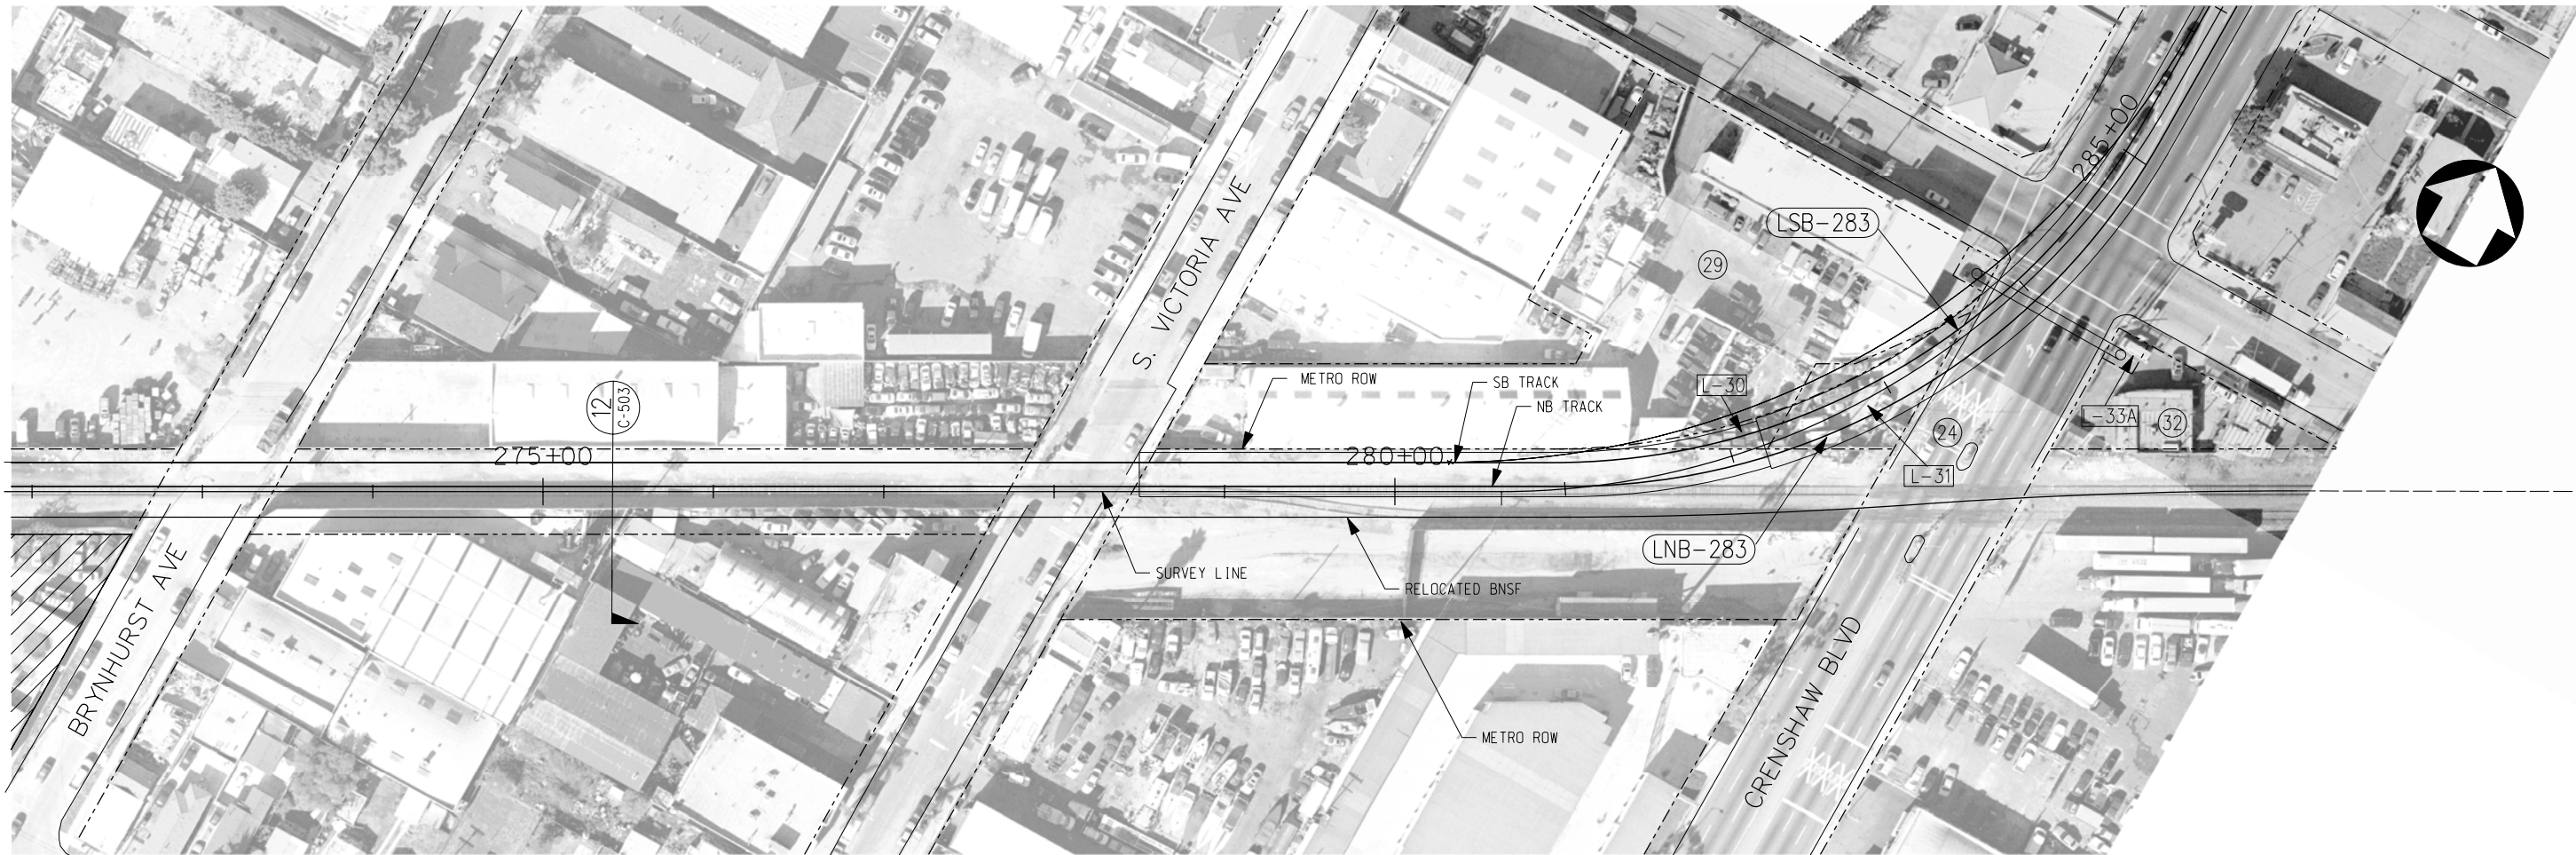 285+00
S. VICTORIA AVE
LSB-283
29
METRO ROW
SB TRACK
NB TRACK
L-30
12
C-503
L-33A
32
24
275+00
280+00
L-31
LNB-283
SURVEY LINE
RELOCATED BNSF
BRYNHURST AVE
CRENSHAW BLVD
METRO ROW